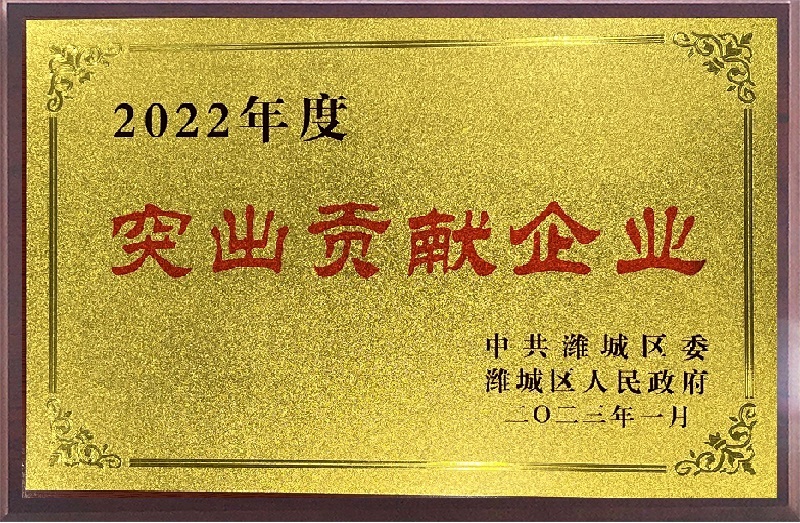 2022年度
突出贡献企业
中共潍城区委
潍城区人民政府
二〇二三年一月